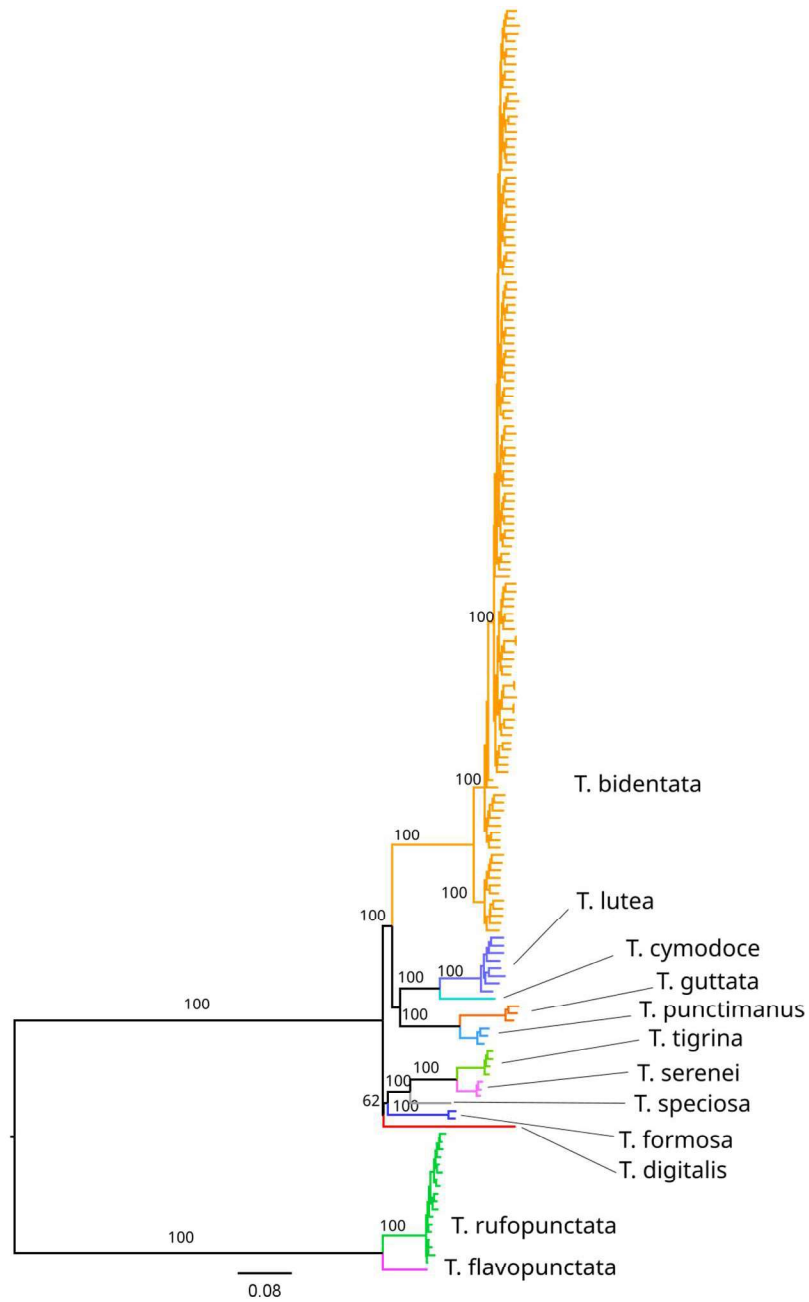 100
100
T. bidentata
100
100
T. lutea
100
T. cymodoce
100
100
T. guttata
100
100
T. punctimanus
T. tigrina
100
T. serenei
100
62
100
T. speciosa
T. formosa
T. digitalis
100
T. rufopunctata
100
T. flavopunctata
0.08